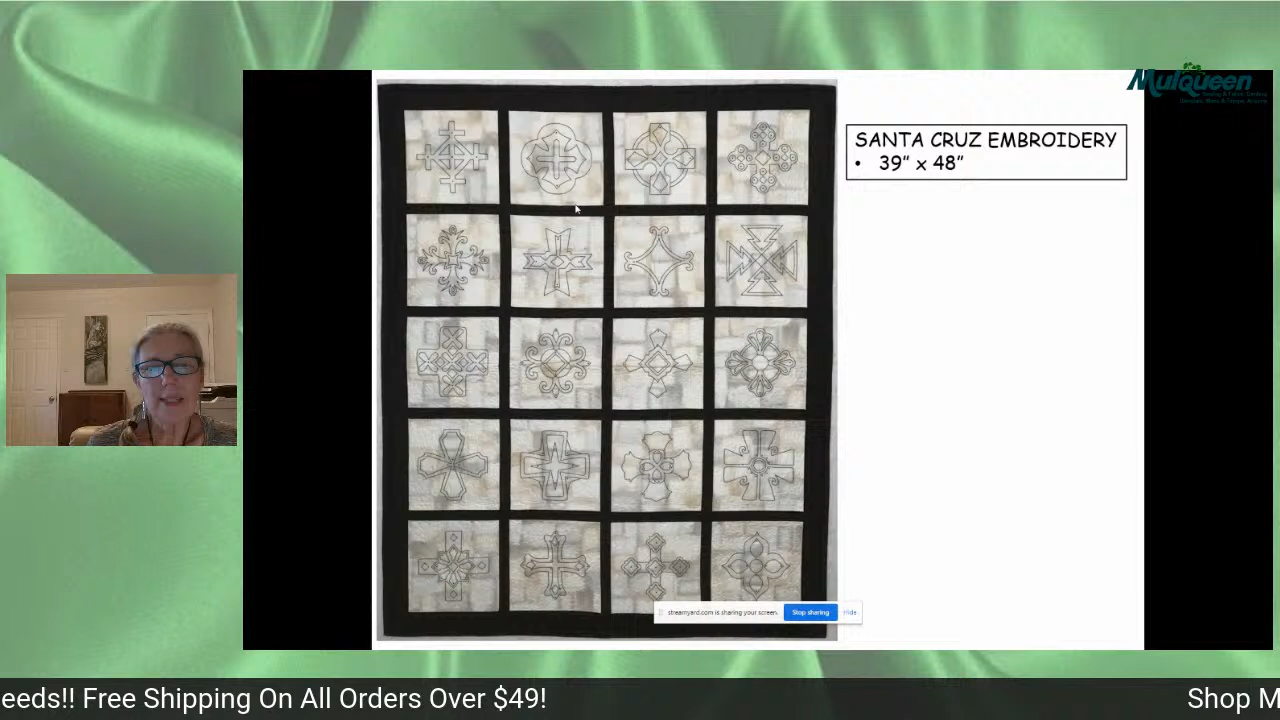 Mulqueen
SANTA CRUZ EMBROIDERY
• 39” x 48”
streamyard.com is sharing your screen.
Stop sharing
Hide
eeds!! Free Shipping On All Orders Over $49!
Shop M